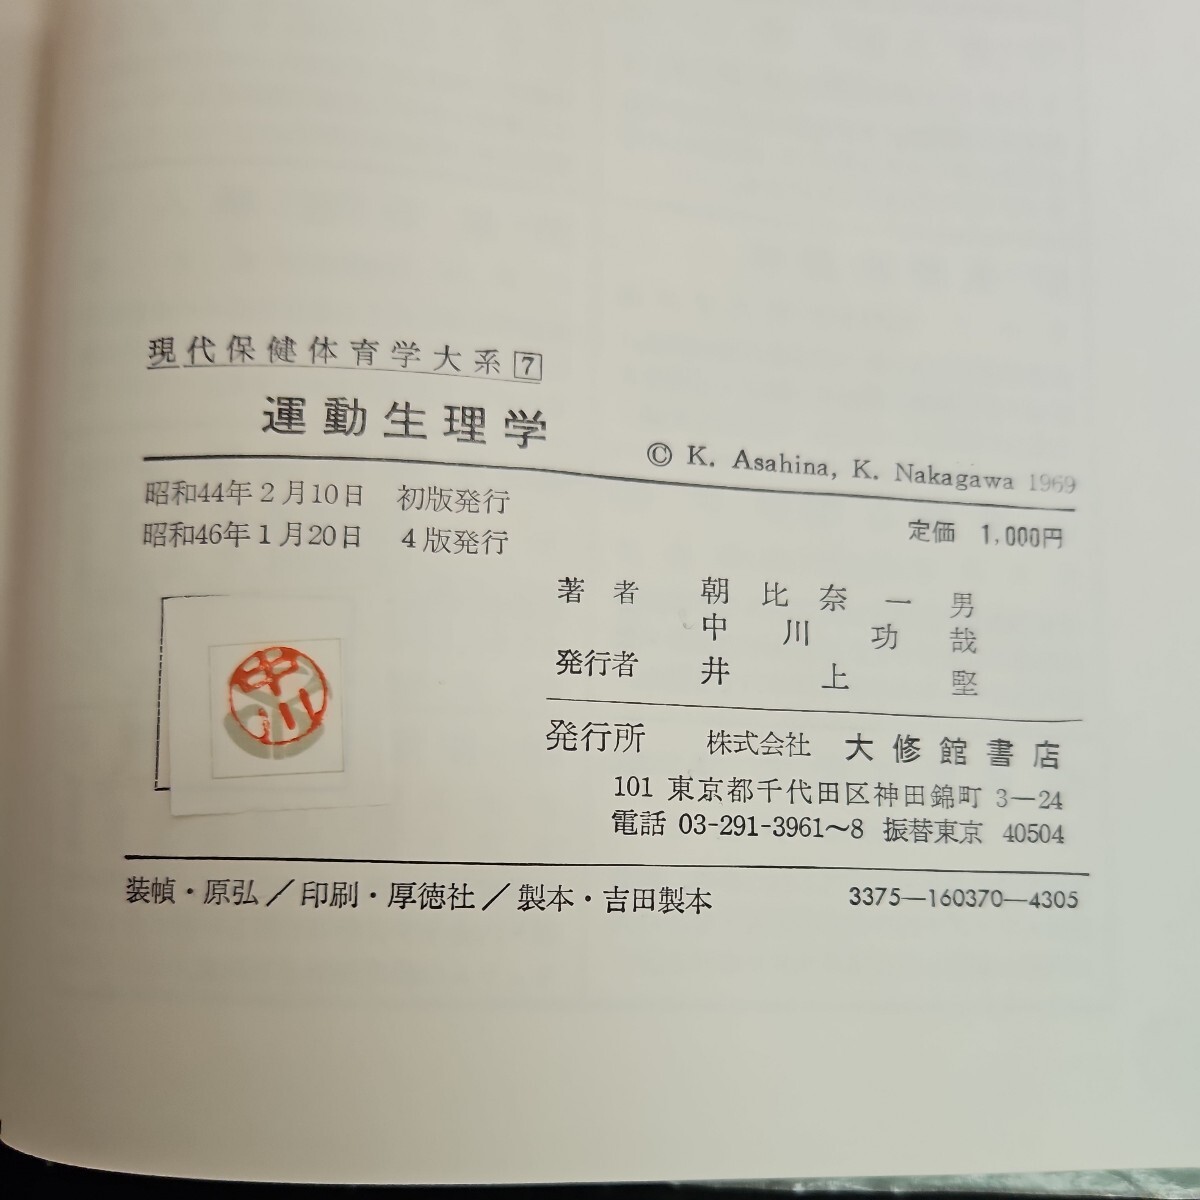 現代保健体育学大系 7
運動生理学
© K. Asahina, K. Nakagawa 1969
昭和44年2月10日 初版発行
昭和46年1月20日 4版発行
定価 1,000円
著者 朝比奈一男
中川功哉
発行者 井上堅
中川
発行所 株式会社 大修館書店
101 東京都千代田区神田錦町 3—24
電話 03-291-3961〜8 振替東京 40504
装幀・原弘/印刷・厚徳社/製本・吉田製本
3375—160370—4305